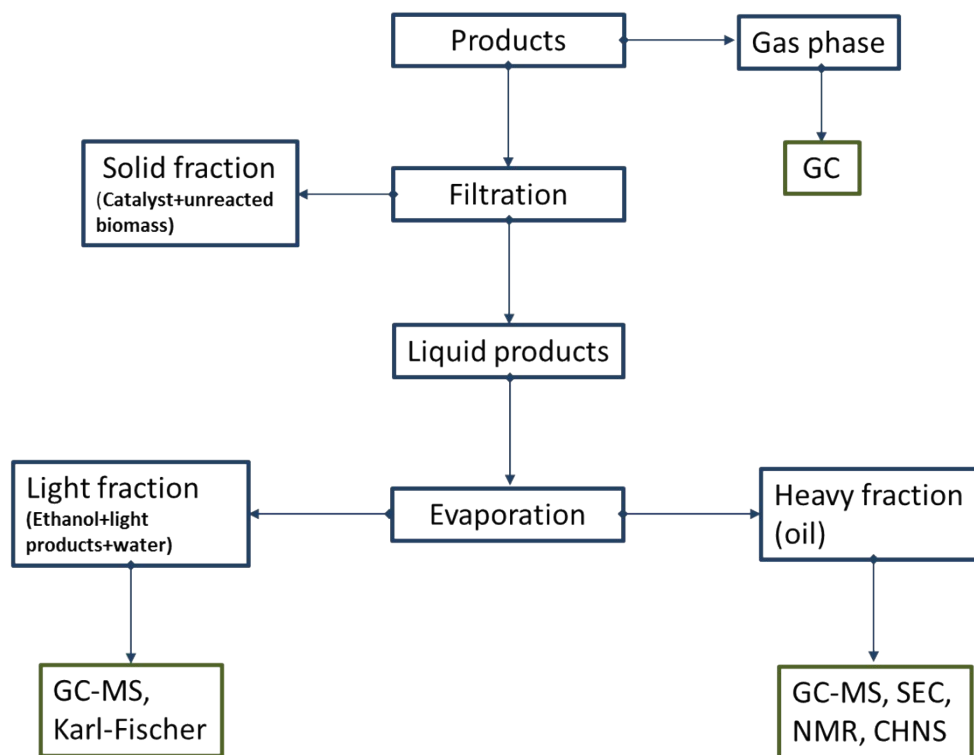 Products
Gas phase
GC
Solid fraction
(Catalyst+unreacted
biomass)
Filtration
Liquid products
Light fraction
(Ethanol+light
products+water)
Evaporation
Heavy fraction
(oil)
GC-MS,
Karl-Fischer
GC-MS, SEC,
NMR, CHNS